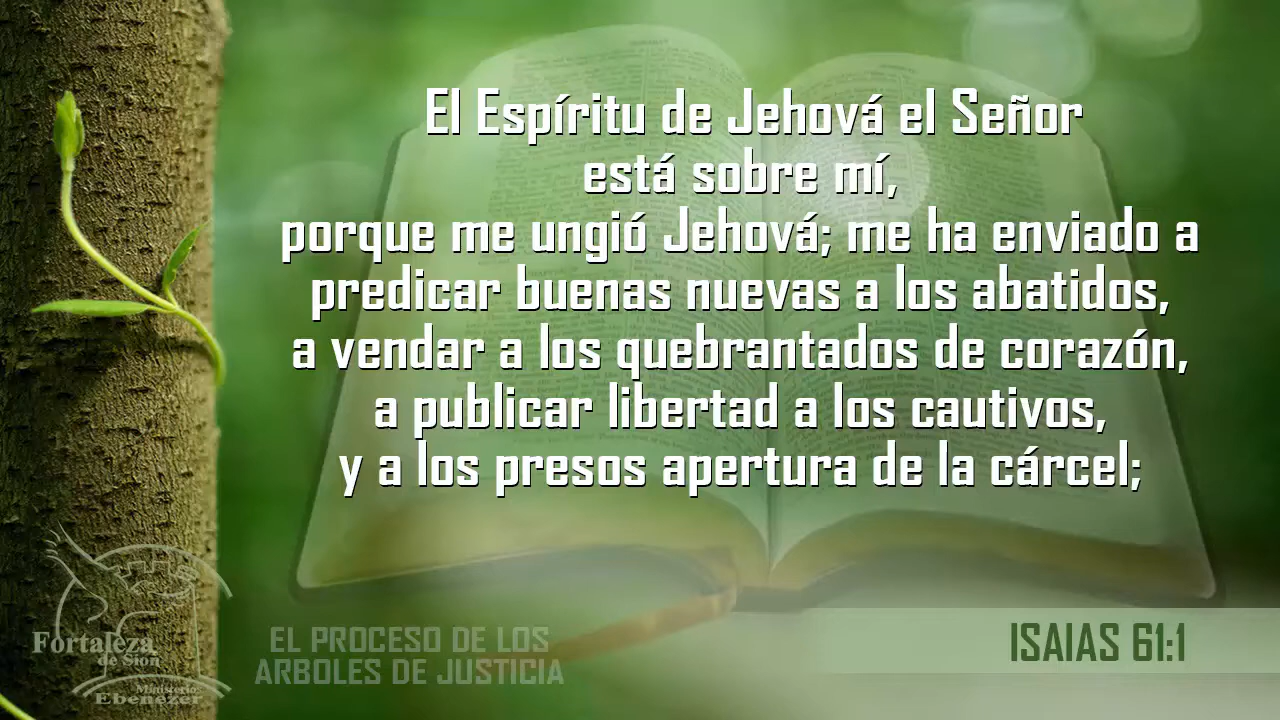 El Espíritu de Jehová el Señor
está sobre mí,
porque me ungió Jehová; me ha enviado a
predicar buenas nuevas a los abatidos,
a vendar a los quebrantados de corazón,
a publicar libertad a los cautivos,
y a los presos apertura de la cárcel;
ISAIAS 61:1
EL PROCESO DE LOS
ARBOLES DE JUSTICIA
Fortaleza
de Sion
Ministerios
Ebenezer